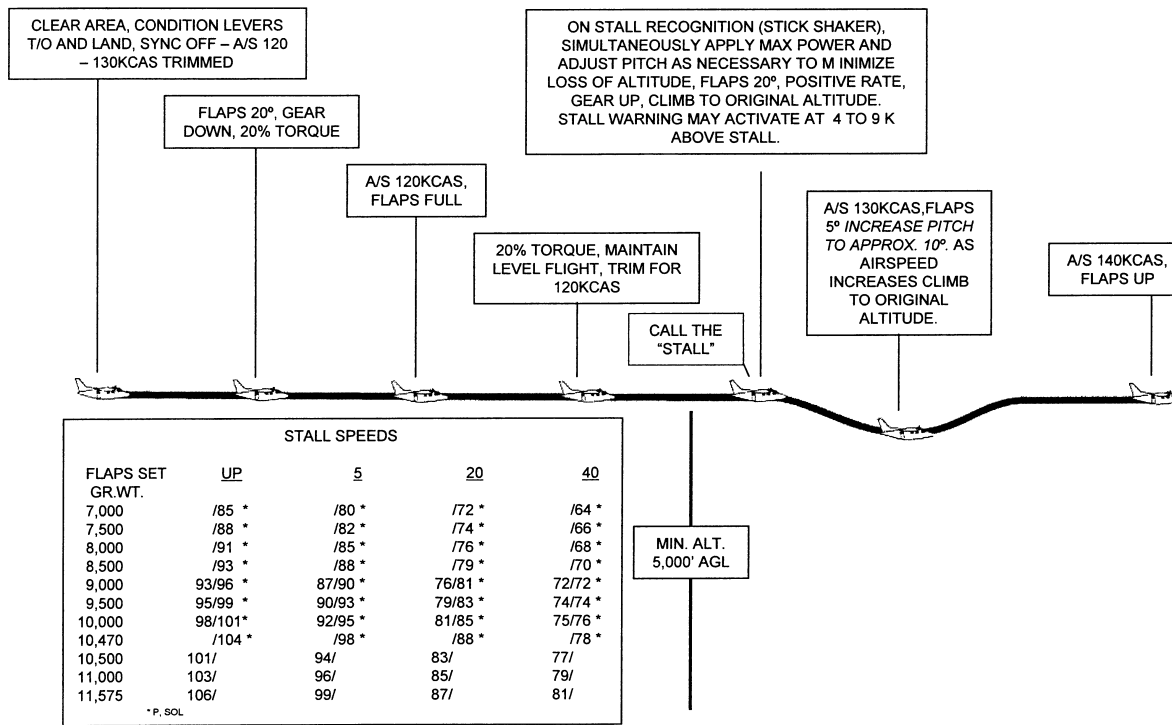 CLEAR AREA, CONDITION LEVERS
T/O AND LAND, SYNC OFF – A/S 120
– 130KCAS TRIMMED
FLAPS 20º, GEAR
DOWN, 20% TORQUE
A/S 120KCAS,
FLAPS FULL
20% TORQUE, MAINTAIN
LEVEL FLIGHT, TRIM FOR
120KCAS
CALL THE
“STALL”
ON STALL RECOGNITION (STICK SHAKER),
SIMULTANEOUSLY APPLY MAX POWER AND
ADJUST PITCH AS NECESSARY TO M INIMIZE
LOSS OF ALTITUDE, FLAPS 20º, POSITIVE RATE,
GEAR UP, CLIMB TO ORIGINAL ALTITUDE.
STALL WARNING MAY ACTIVATE AT 4 TO 9 K
ABOVE STALL.
A/S 130KCAS,FLAPS
5º INCREASE PITCH
TO APPROX. 10º. AS
AIRSPEED
INCREASES CLIMB
TO ORIGINAL
ALTITUDE.
A/S 140KCAS,
FLAPS UP
MIN. ALT.
5,000' AGL
STALL SPEEDS
FLAPS SET UP 5 20 40
GR.WT.
7,000 /85 * /80 * /72 * /64 *
7,500 /88 * /82 * /74 * /66 *
8,000 /91 * /85 * /76 * /68 *
8,500 /93 * /88 * /79 * /70 *
9,000 93/96 * 87/90 * 76/81 * 72/72 *
9,500 95/99 * 90/93 * 79/83 * 74/74 *
10,000 98/101* 92/95 * 81/85 * 75/76 *
10,470 /104 * /98 * /88 * /78 *
10,500 101/ 94/ 83/ 77/
11,000 103/ 96/ 85/ 79/
11,575 106/ 99/ 87/ 81/
* P, SOL